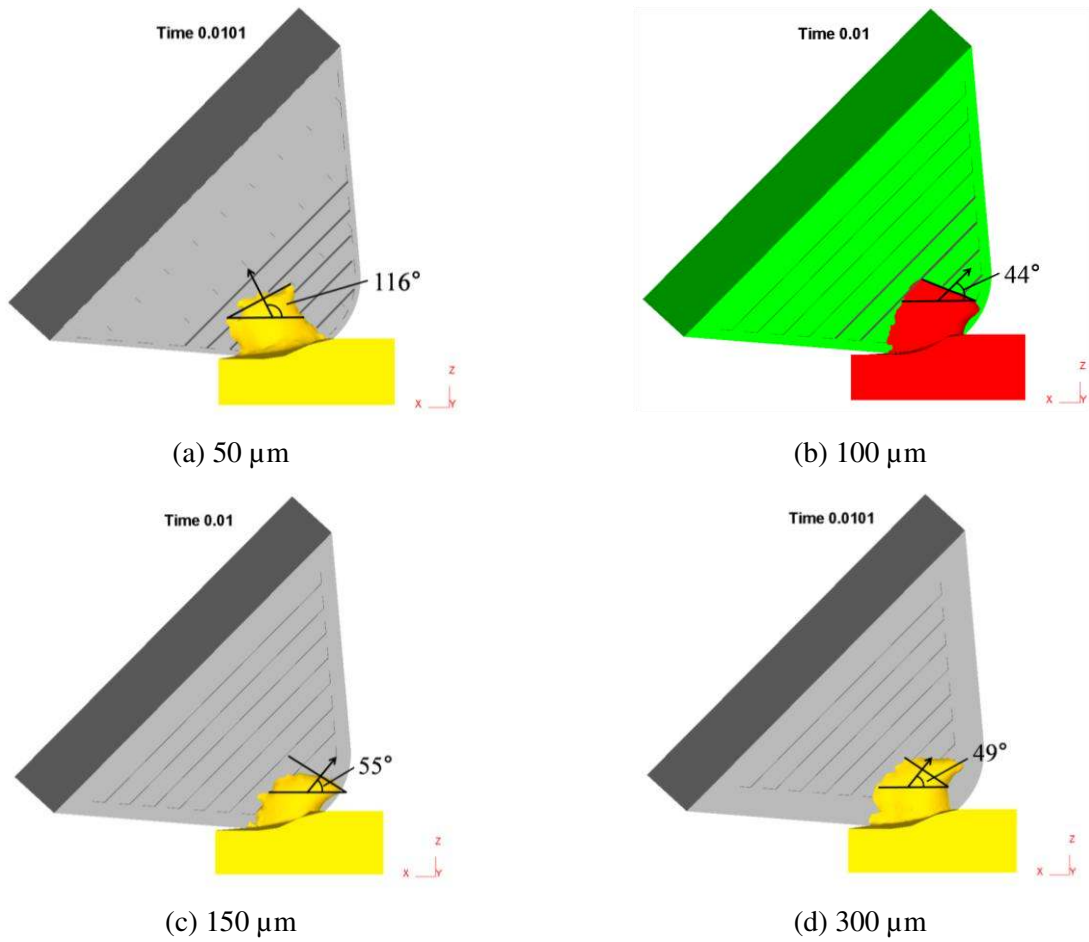 Time 0.0101
116°
Z
X Y
(a) 50 µm
Time 0.01
44°
Z
X Y
(b) 100 µm
Time 0.01
55°
Z
X Y
(c) 150 µm
Time 0.0101
49°
Z
X Y
(d) 300 µm